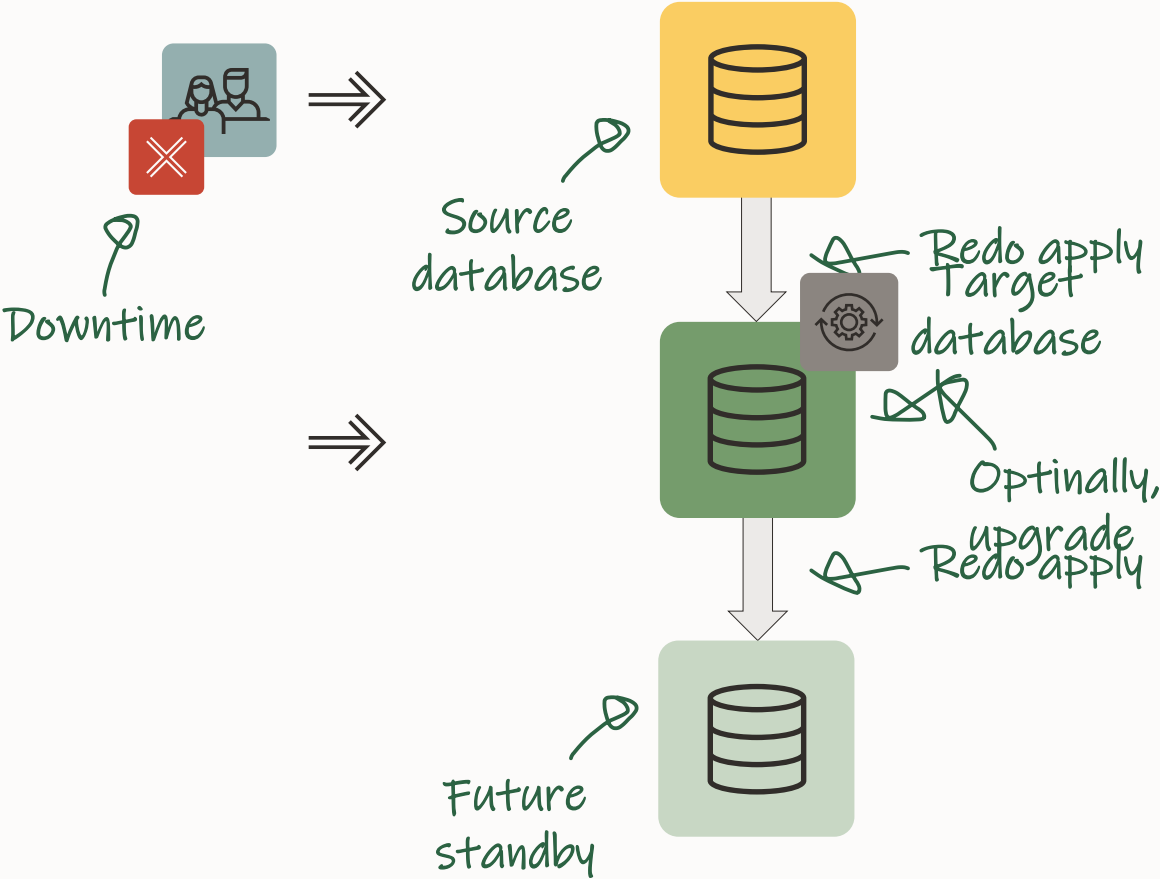 Source
database
Redo apply
Target
database
Downtime
Optinally,
upgrade
Redo apply
Future
standby